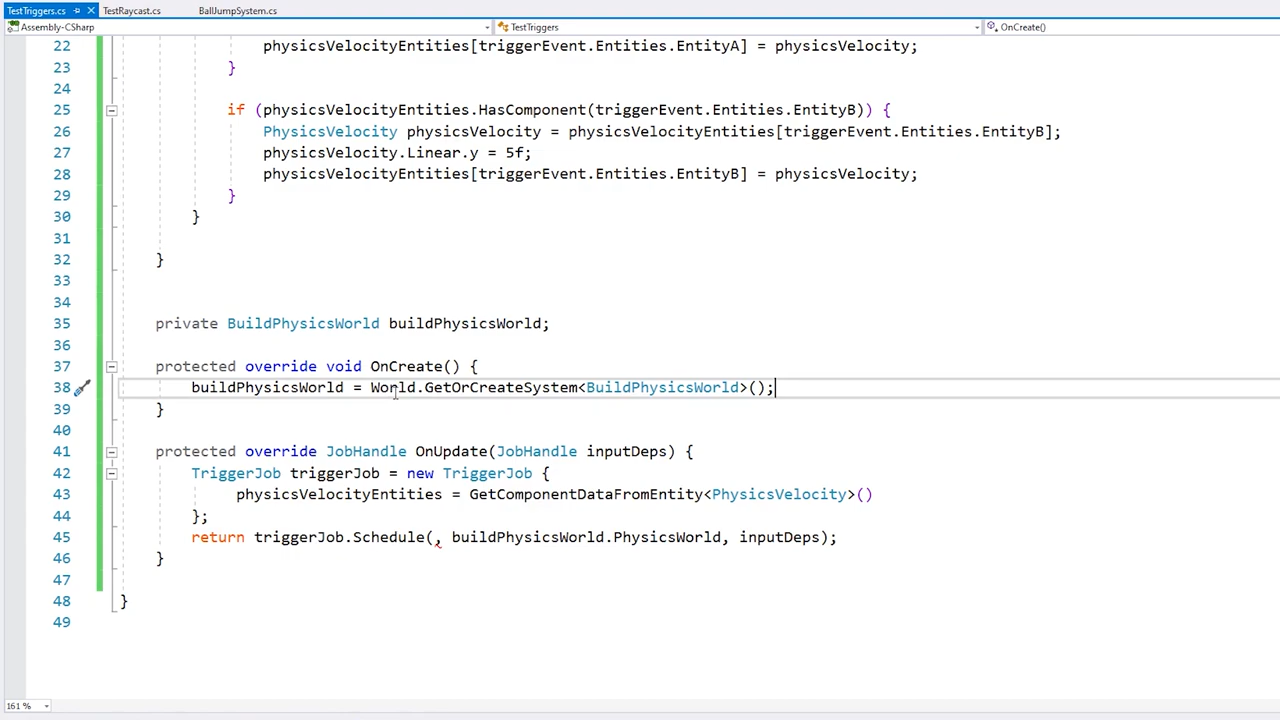 TestTriggers.cs TestRaycast.cs BallJumpSystem.cs
Assembly-CSharp TestTriggers OnCreate()
22 physicsVelocityEntities[triggerEvent.Entities.EntityA] = physicsVelocity;
23 }
24
25 if (physicsVelocityEntities.HasComponent(triggerEvent.Entities.EntityB)) {
26 PhysicsVelocity physicsVelocity = physicsVelocityEntities[triggerEvent.Entities.EntityB];
27 physicsVelocity.Linear.y = 5f;
28 physicsVelocityEntities[triggerEvent.Entities.EntityB] = physicsVelocity;
29 }
30 }
31
32 }
33
34
35 private BuildPhysicsWorld buildPhysicsWorld;
36
37 protected override void OnCreate() {
38 buildPhysicsWorld = World.GetOrCreateSystem<BuildPhysicsWorld>();
39 }
40
41 protected override JobHandle OnUpdate(JobHandle inputDeps) {
42 TriggerJob triggerJob = new TriggerJob {
43 physicsVelocityEntities = GetComponentDataFromEntity<PhysicsVelocity>()
44 };
45 return triggerJob.Schedule(, buildPhysicsWorld.PhysicsWorld, inputDeps);
46 }
47
48 }
49
161 %